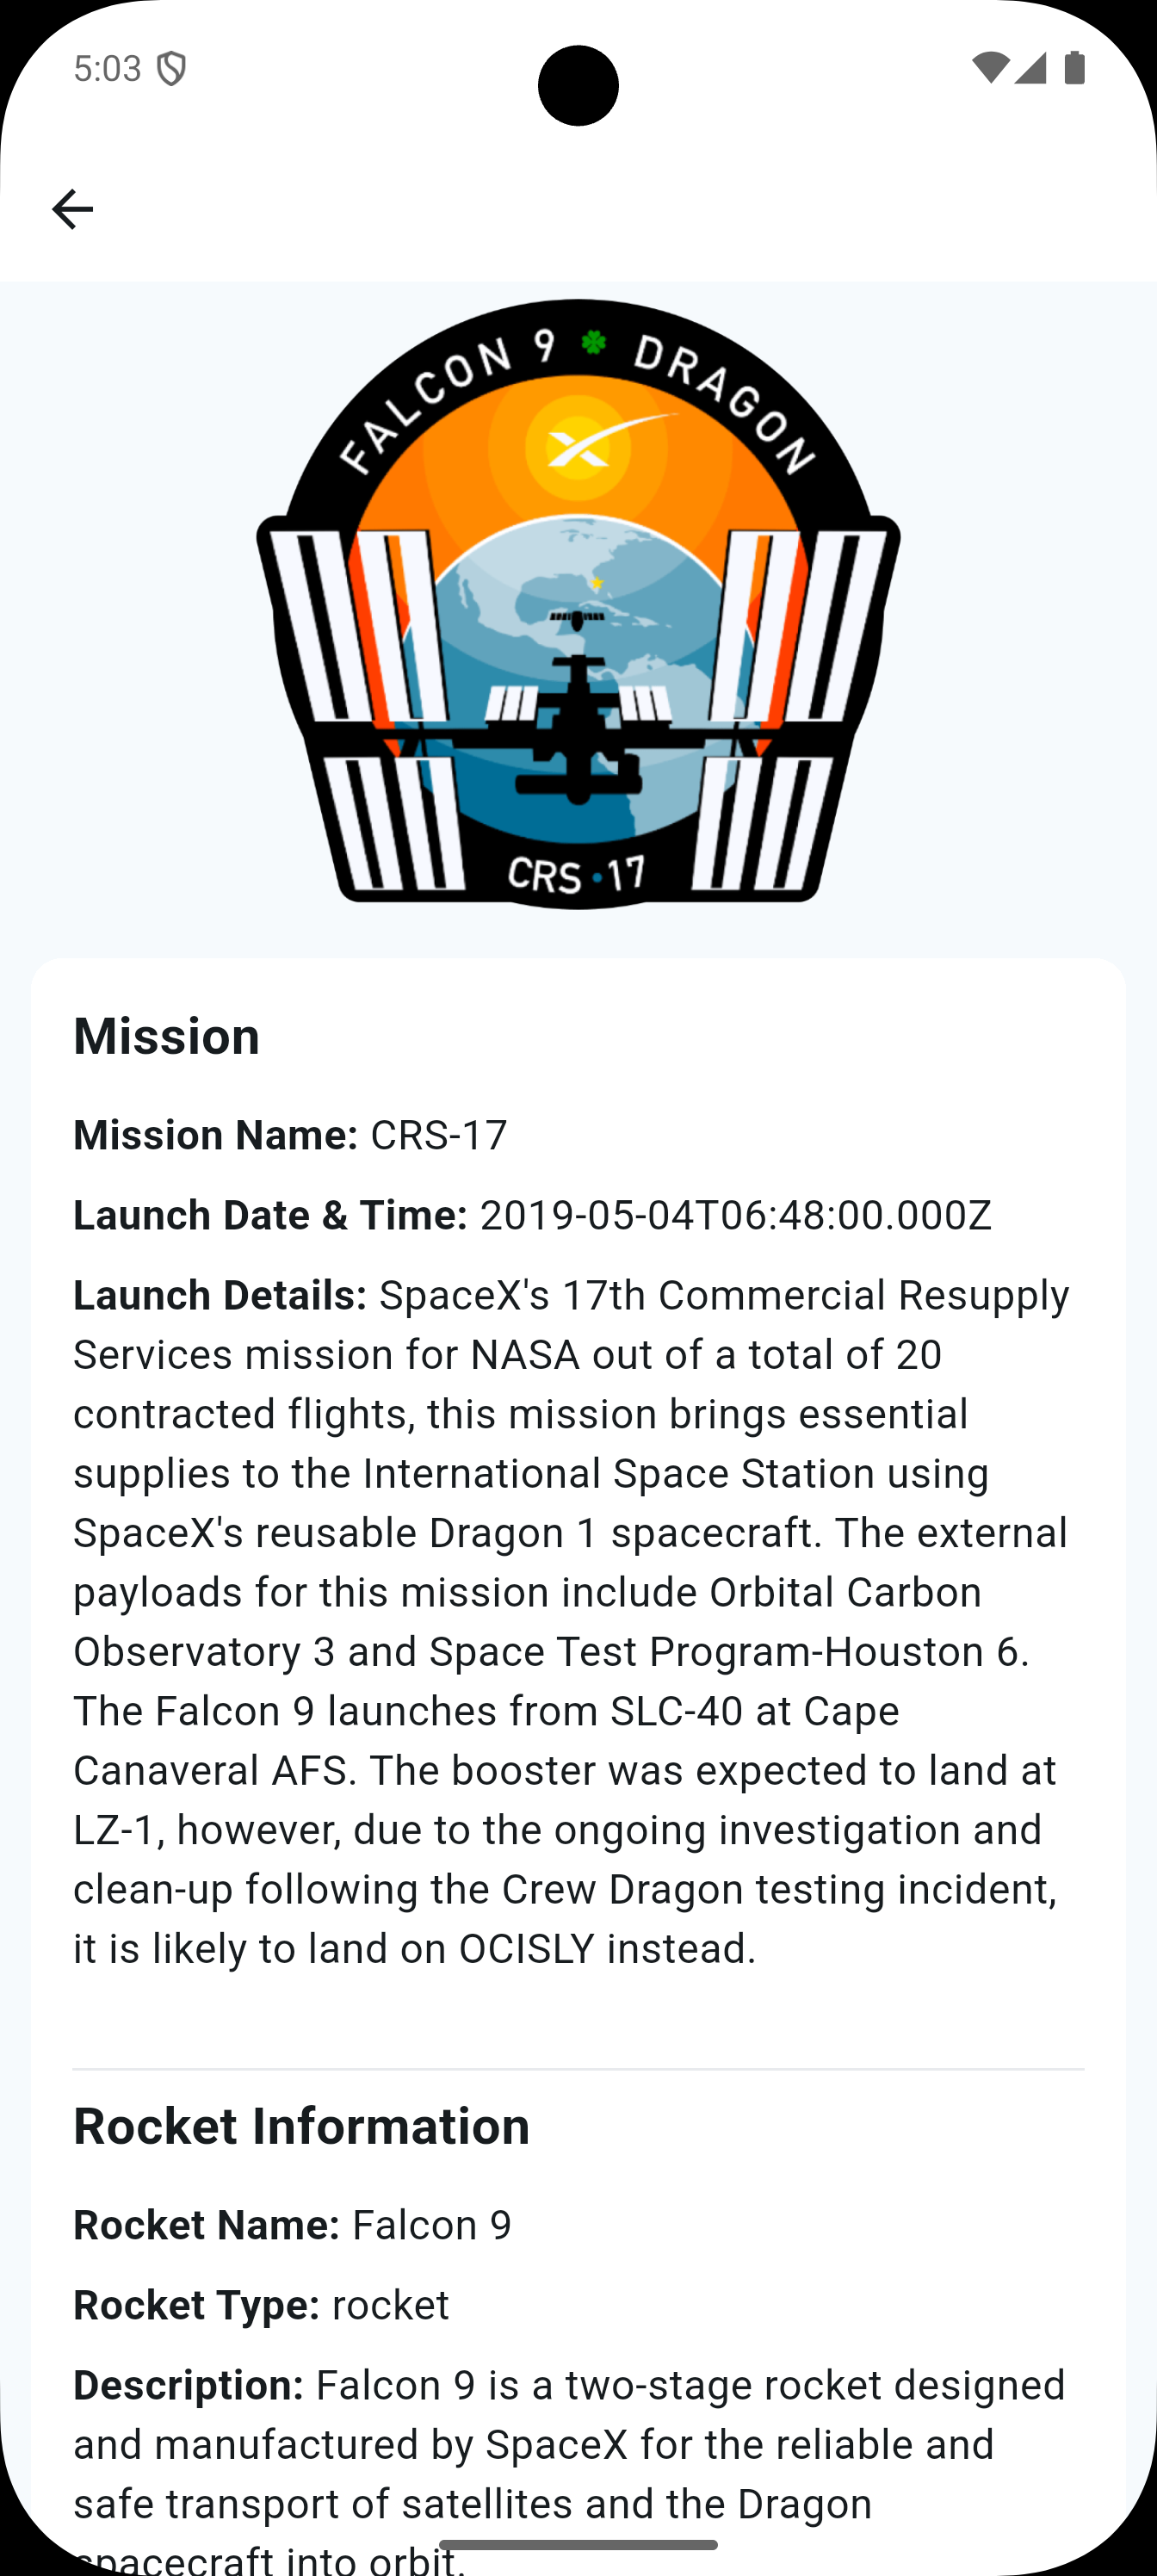 5:03
FALCON 9 DRAGON
CRS 17
Mission
Mission Name: CRS-17
Launch Date & Time: 2019-05-04T06:48:00.000Z
Launch Details: SpaceX's 17th Commercial Resupply
Services mission for NASA out of a total of 20
contracted flights, this mission brings essential
supplies to the International Space Station using
SpaceX's reusable Dragon 1 spacecraft. The external
payloads for this mission include Orbital Carbon
Observatory 3 and Space Test Program-Houston 6.
The Falcon 9 launches from SLC-40 at Cape
Canaveral AFS. The booster was expected to land at
LZ-1, however, due to the ongoing investigation and
clean-up following the Crew Dragon testing incident,
it is likely to land on OCISLY instead.
Rocket Information
Rocket Name: Falcon 9
Rocket Type: rocket
Description: Falcon 9 is a two-stage rocket designed
and manufactured by SpaceX for the reliable and
safe transport of satellites and the Dragon
spacecraft into orbit.